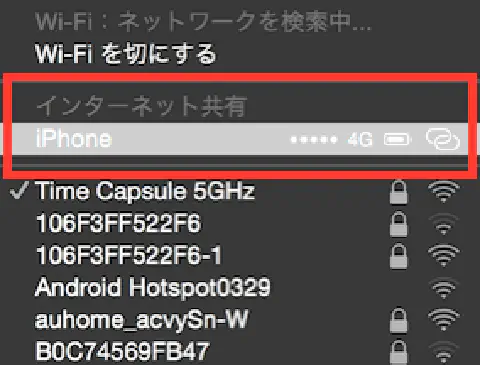 Wi-Fi：ネットワークを検索中...
Wi-Fi を切にする
インターネット共有
iPhone 4G
Time Capsule 5GHz
106F3FF522F6
106F3FF522F6-1
Android Hotspot0329
auhome_acvySn-W
B0C74569FB47